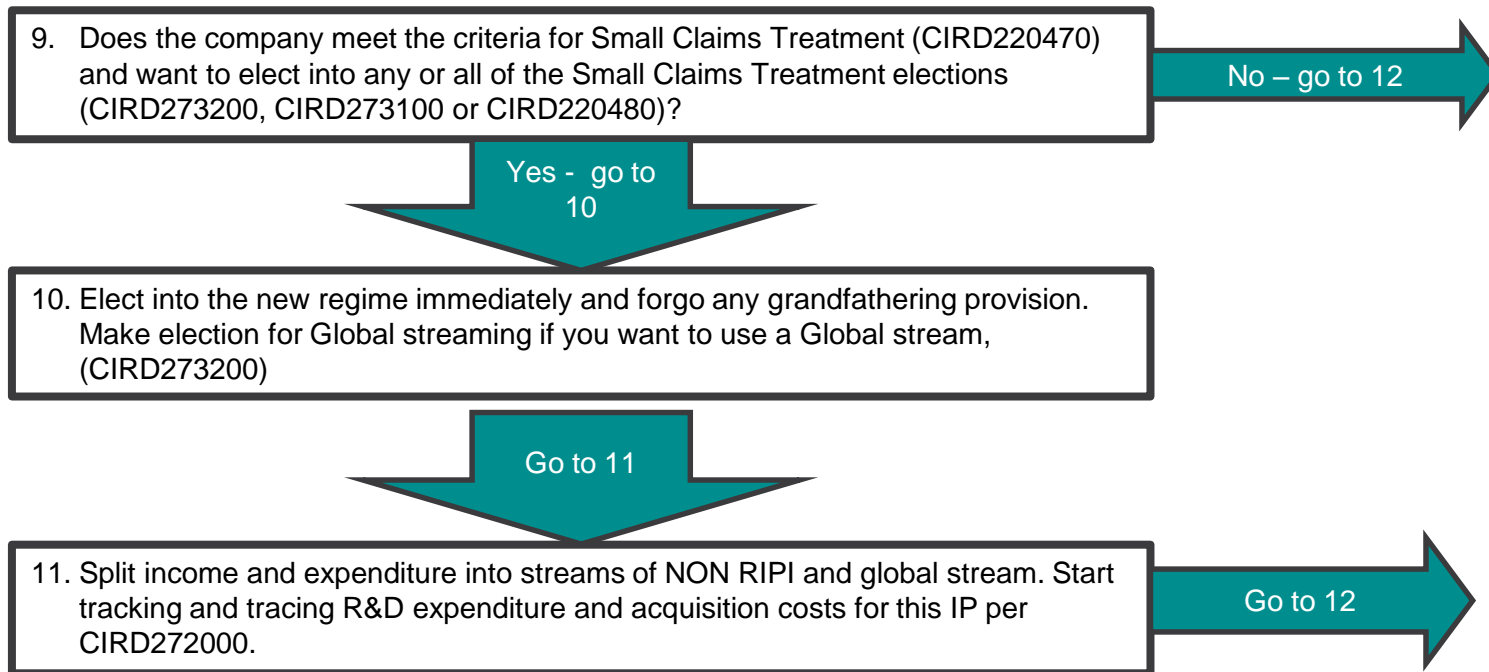 9. Does the company meet the criteria for Small Claims Treatment (CIRD220470)
and want to elect into any or all of the Small Claims Treatment elections
(CIRD273200, CIRD273100 or CIRD220480)?
No – go to 12
Yes - go to
10
10. Elect into the new regime immediately and forgo any grandfathering provision.
Make election for Global streaming if you want to use a Global stream,
(CIRD273200)
Go to 11
11. Split income and expenditure into streams of NON RIPI and global stream. Start
tracking and tracing R&D expenditure and acquisition costs for this IP per
CIRD272000.
Go to 12